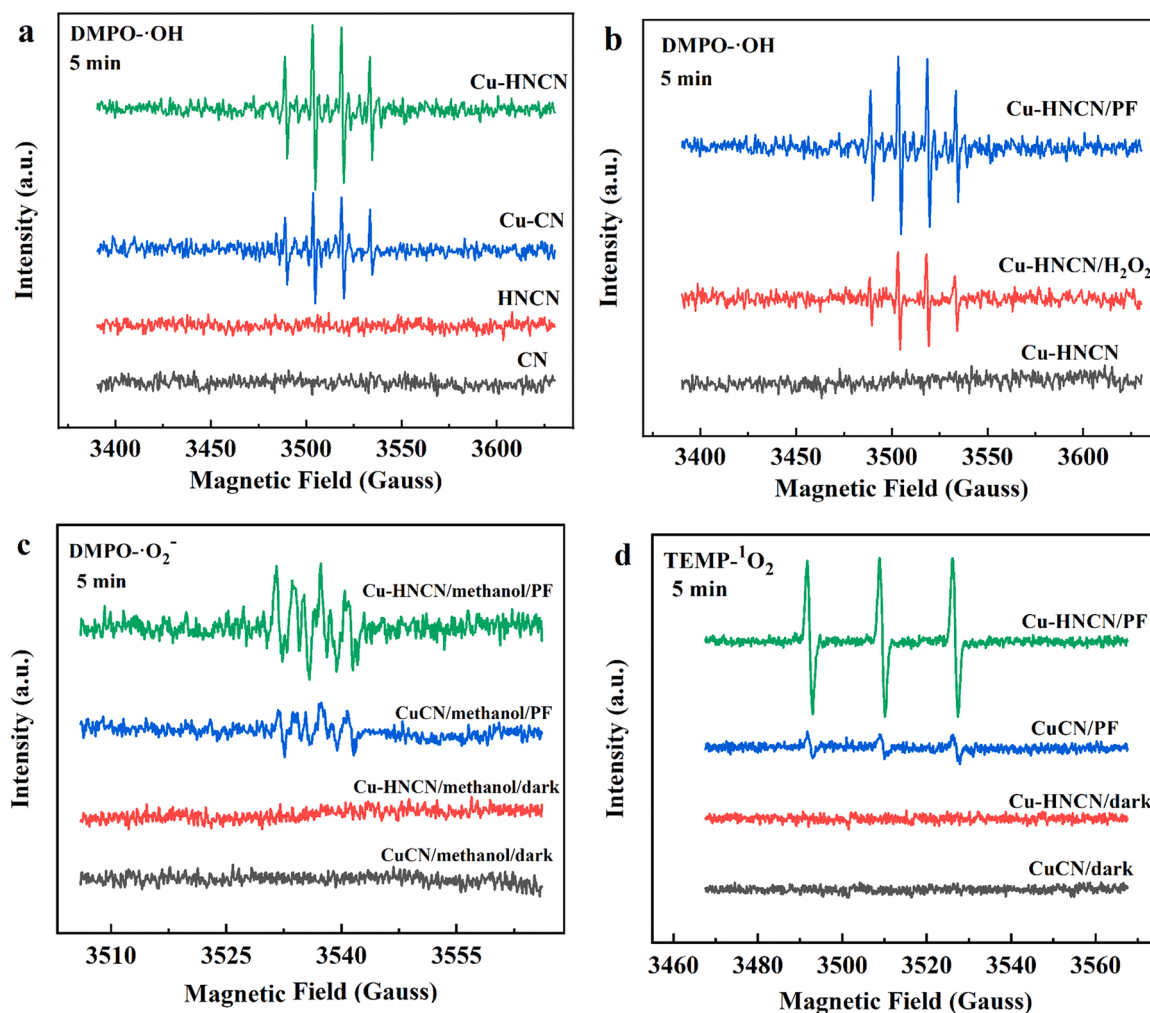 a
DMPO-·OH
5 min
Cu-HNCN
Cu-CN
HNCN
CN
Intensity (a.u.)
3400 3450 3500 3550 3600
Magnetic Field (Gauss)
b
DMPO-·OH
5 min
Cu-HNCN/PF
Cu-HNCN/H₂O₂
Cu-HNCN
Intensity (a.u.)
3400 3450 3500 3550 3600
Magnetic Field (Gauss)
c
DMPO-·O₂⁻
5 min
Cu-HNCN/methanol/PF
CuCN/methanol/PF
Cu-HNCN/methanol/dark
CuCN/methanol/dark
Intensity (a.u.)
3510 3525 3540 3555
Magnetic Field (Gauss)
d
TEMP-¹O₂
5 min
Cu-HNCN/PF
CuCN/PF
Cu-HNCN/dark
CuCN/dark
Intensity (a.u.)
3460 3480 3500 3520 3540 3560
Magnetic Field (Gauss)